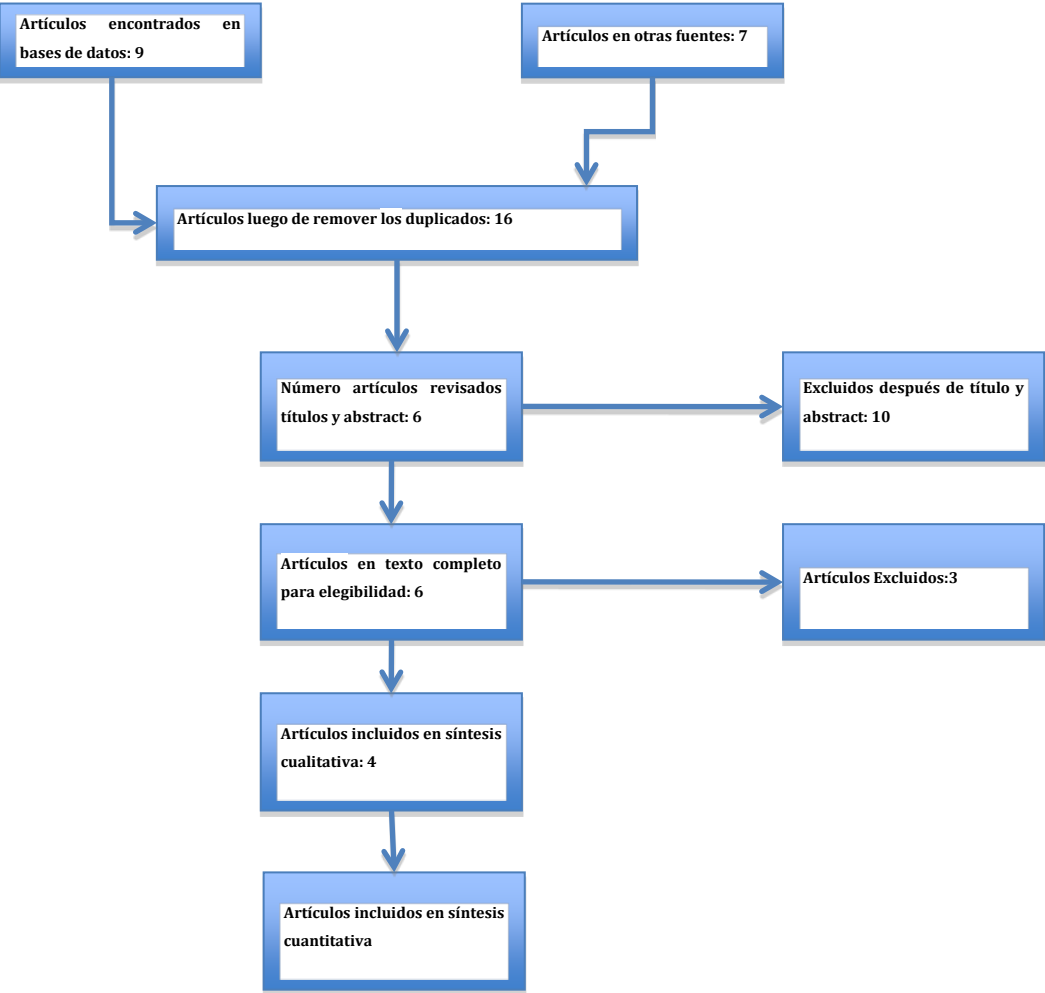 Artículos encontrados en
bases de datos: 9
Artículos en otras fuentes: 7
Artículos luego de remover los duplicados: 16
Número artículos revisados
títulos y abstract: 6
Excluidos después de título y
abstract: 10
Artículos en texto completo
para elegibilidad: 6
Artículos Excluidos:3
Artículos incluidos en síntesis
cualitativa: 4
Artículos incluidos en síntesis
cuantitativa